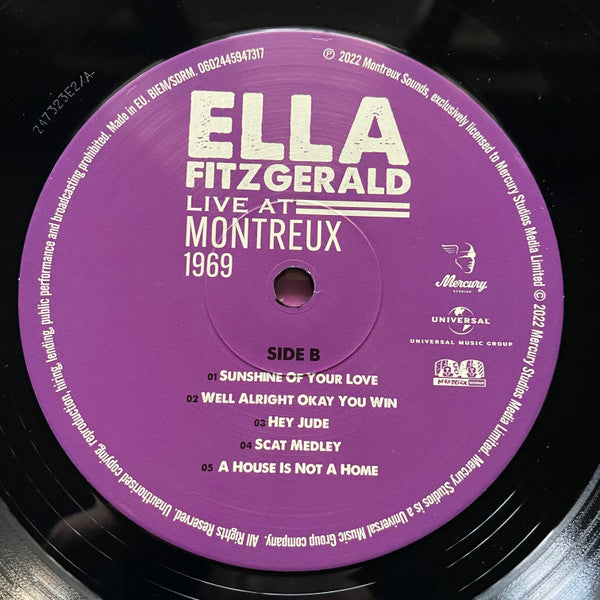 ELLA
FITZGERALD
LIVE AT
MONTREUX
1969
SIDE B
01 SUNSHINE OF YOUR LOVE
02 WELL ALRIGHT OKAY YOU WIN
03 HEY JUDE
04 SCAT MEDLEY
05 A HOUSE IS NOT A HOME
Mercury
STUDIOS
UNIVERSAL
UNIVERSAL MUSIC GROUP
MONTREUX SOUNDS
℗ 2022 Montreux Sounds, exclusively licensed to Mercury Studios Media Limited © 2022 Mercury Studios Media Limited. Mercury Studios is a Universal Music Group company. All Rights Reserved. Unauthorised copying, reproduction, hiring, lending, public performance and broadcasting prohibited. Made in EU. BIEM/SDRM. 0602445947317
247323E2/A